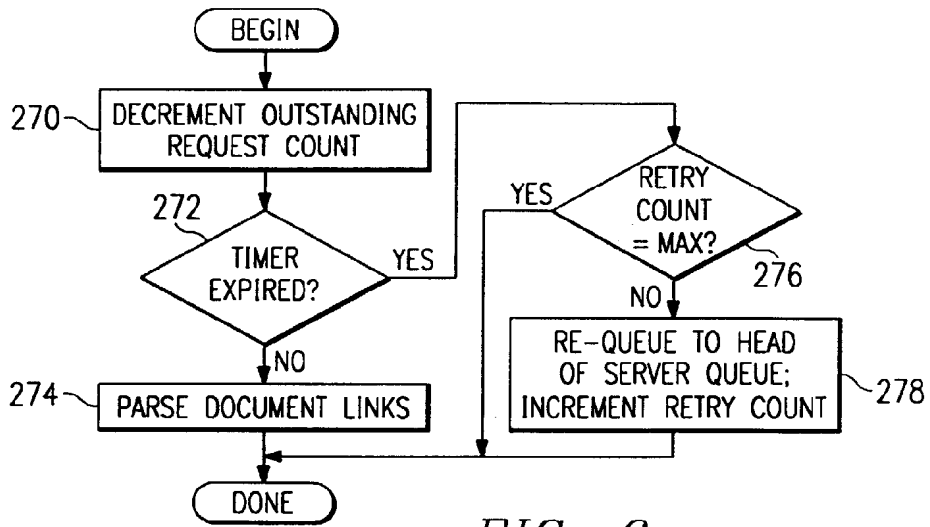 BEGIN
270
DECREMENT OUTSTANDING
REQUEST COUNT
272
TIMER
EXPIRED?
YES
NO
274
PARSE DOCUMENT LINKS
DONE
RETRY
COUNT
= MAX?
276
YES
NO
RE-QUEUE TO HEAD
OF SERVER QUEUE;
INCREMENT RETRY COUNT
278